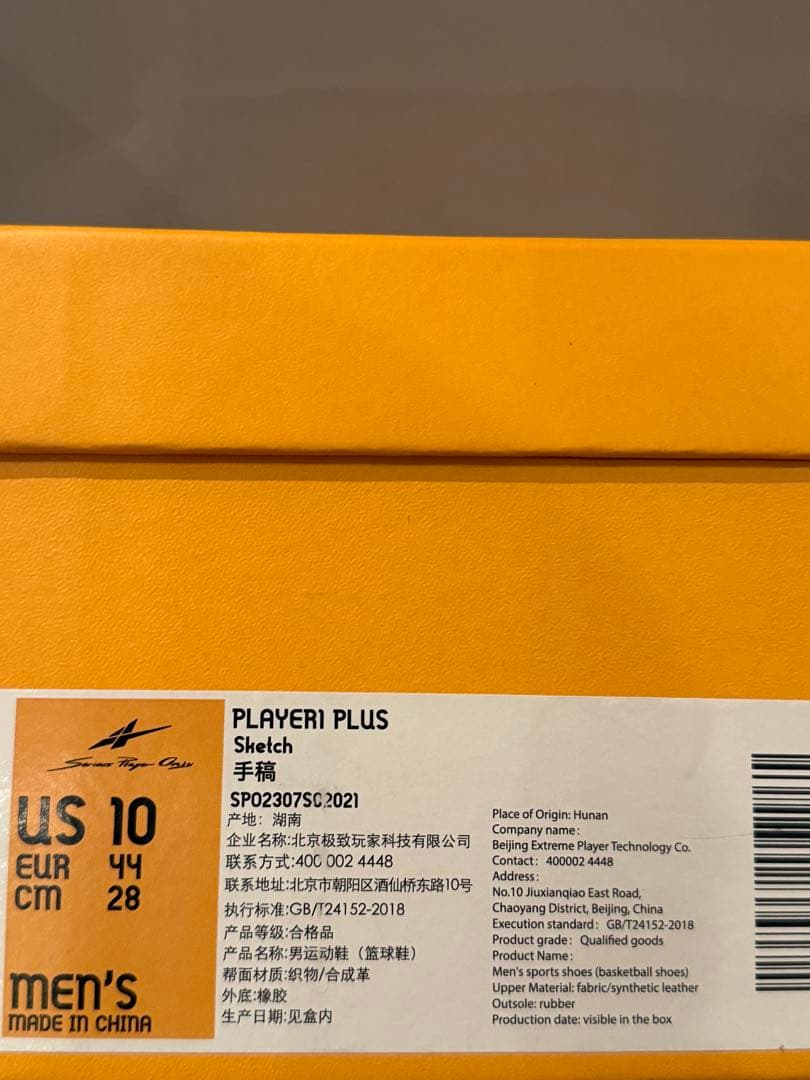 Serious Player Only
US 10
EUR 44
CM 28
MEN'S
MADE IN CHINA
PLAYER1 PLUS
Sketch
手稿
SP02307SC2021
产地: 湖南
企业名称:北京极致玩家科技有限公司
联系方式:400 002 4448
联系地址:北京市朝阳区酒仙桥东路10号
执行标准:GB/T24152-2018
产品等级:合格品
产品名称:男运动鞋（篮球鞋）
帮面材质:织物/合成革
外底:橡胶
生产日期:见盒内
Place of Origin: Hunan
Company name:
Beijing Extreme Player Technology Co.
Contact: 400002 4448
Address:
No.10 Jiuxianqiao East Road,
Chaoyang District, Beijing, China
Execution standard: GB/T24152-2018
Product grade: Qualified goods
Product Name:
Men's sports shoes (basketball shoes)
Upper Material: fabric/synthetic leather
Outsole: rubber
Production date: visible in the box